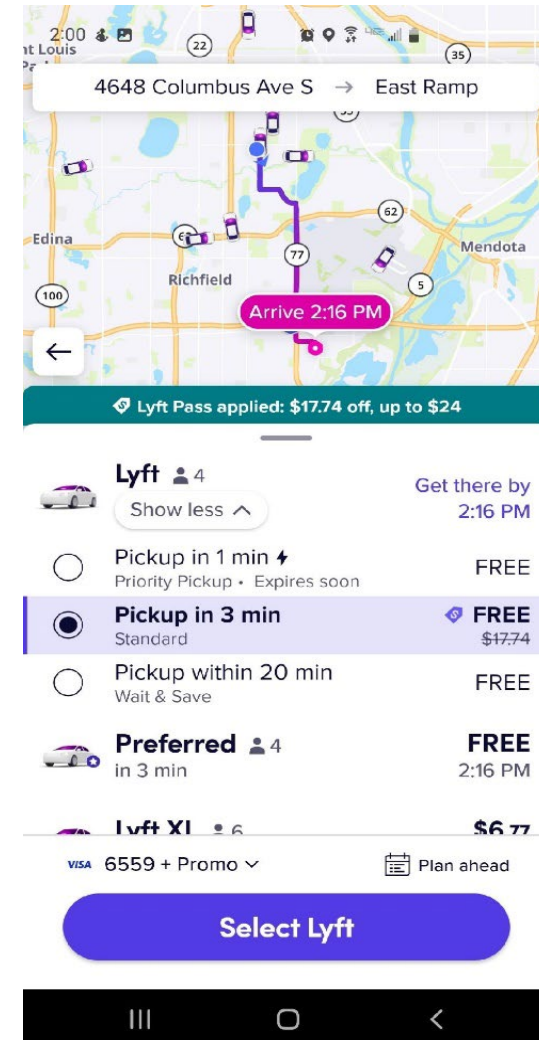 2:00
22
nt Louis
35
4648 Columbus Ave S → East Ramp
62
Edina
77
Mendota
Richfield
5
100
Arrive 2:16 PM
Lyft Pass applied: $17.74 off, up to $24
Lyft 4
Show less
Get there by
2:16 PM
Pickup in 1 min
FREE
Priority Pickup • Expires soon
Pickup in 3 min
FREE
Standard
$17.74
Pickup within 20 min
FREE
Wait & Save
Preferred 4
FREE
in 3 min
2:16 PM
Lyft XL 6
$6.77
VISA 6559 + Promo
Plan ahead
Select Lyft